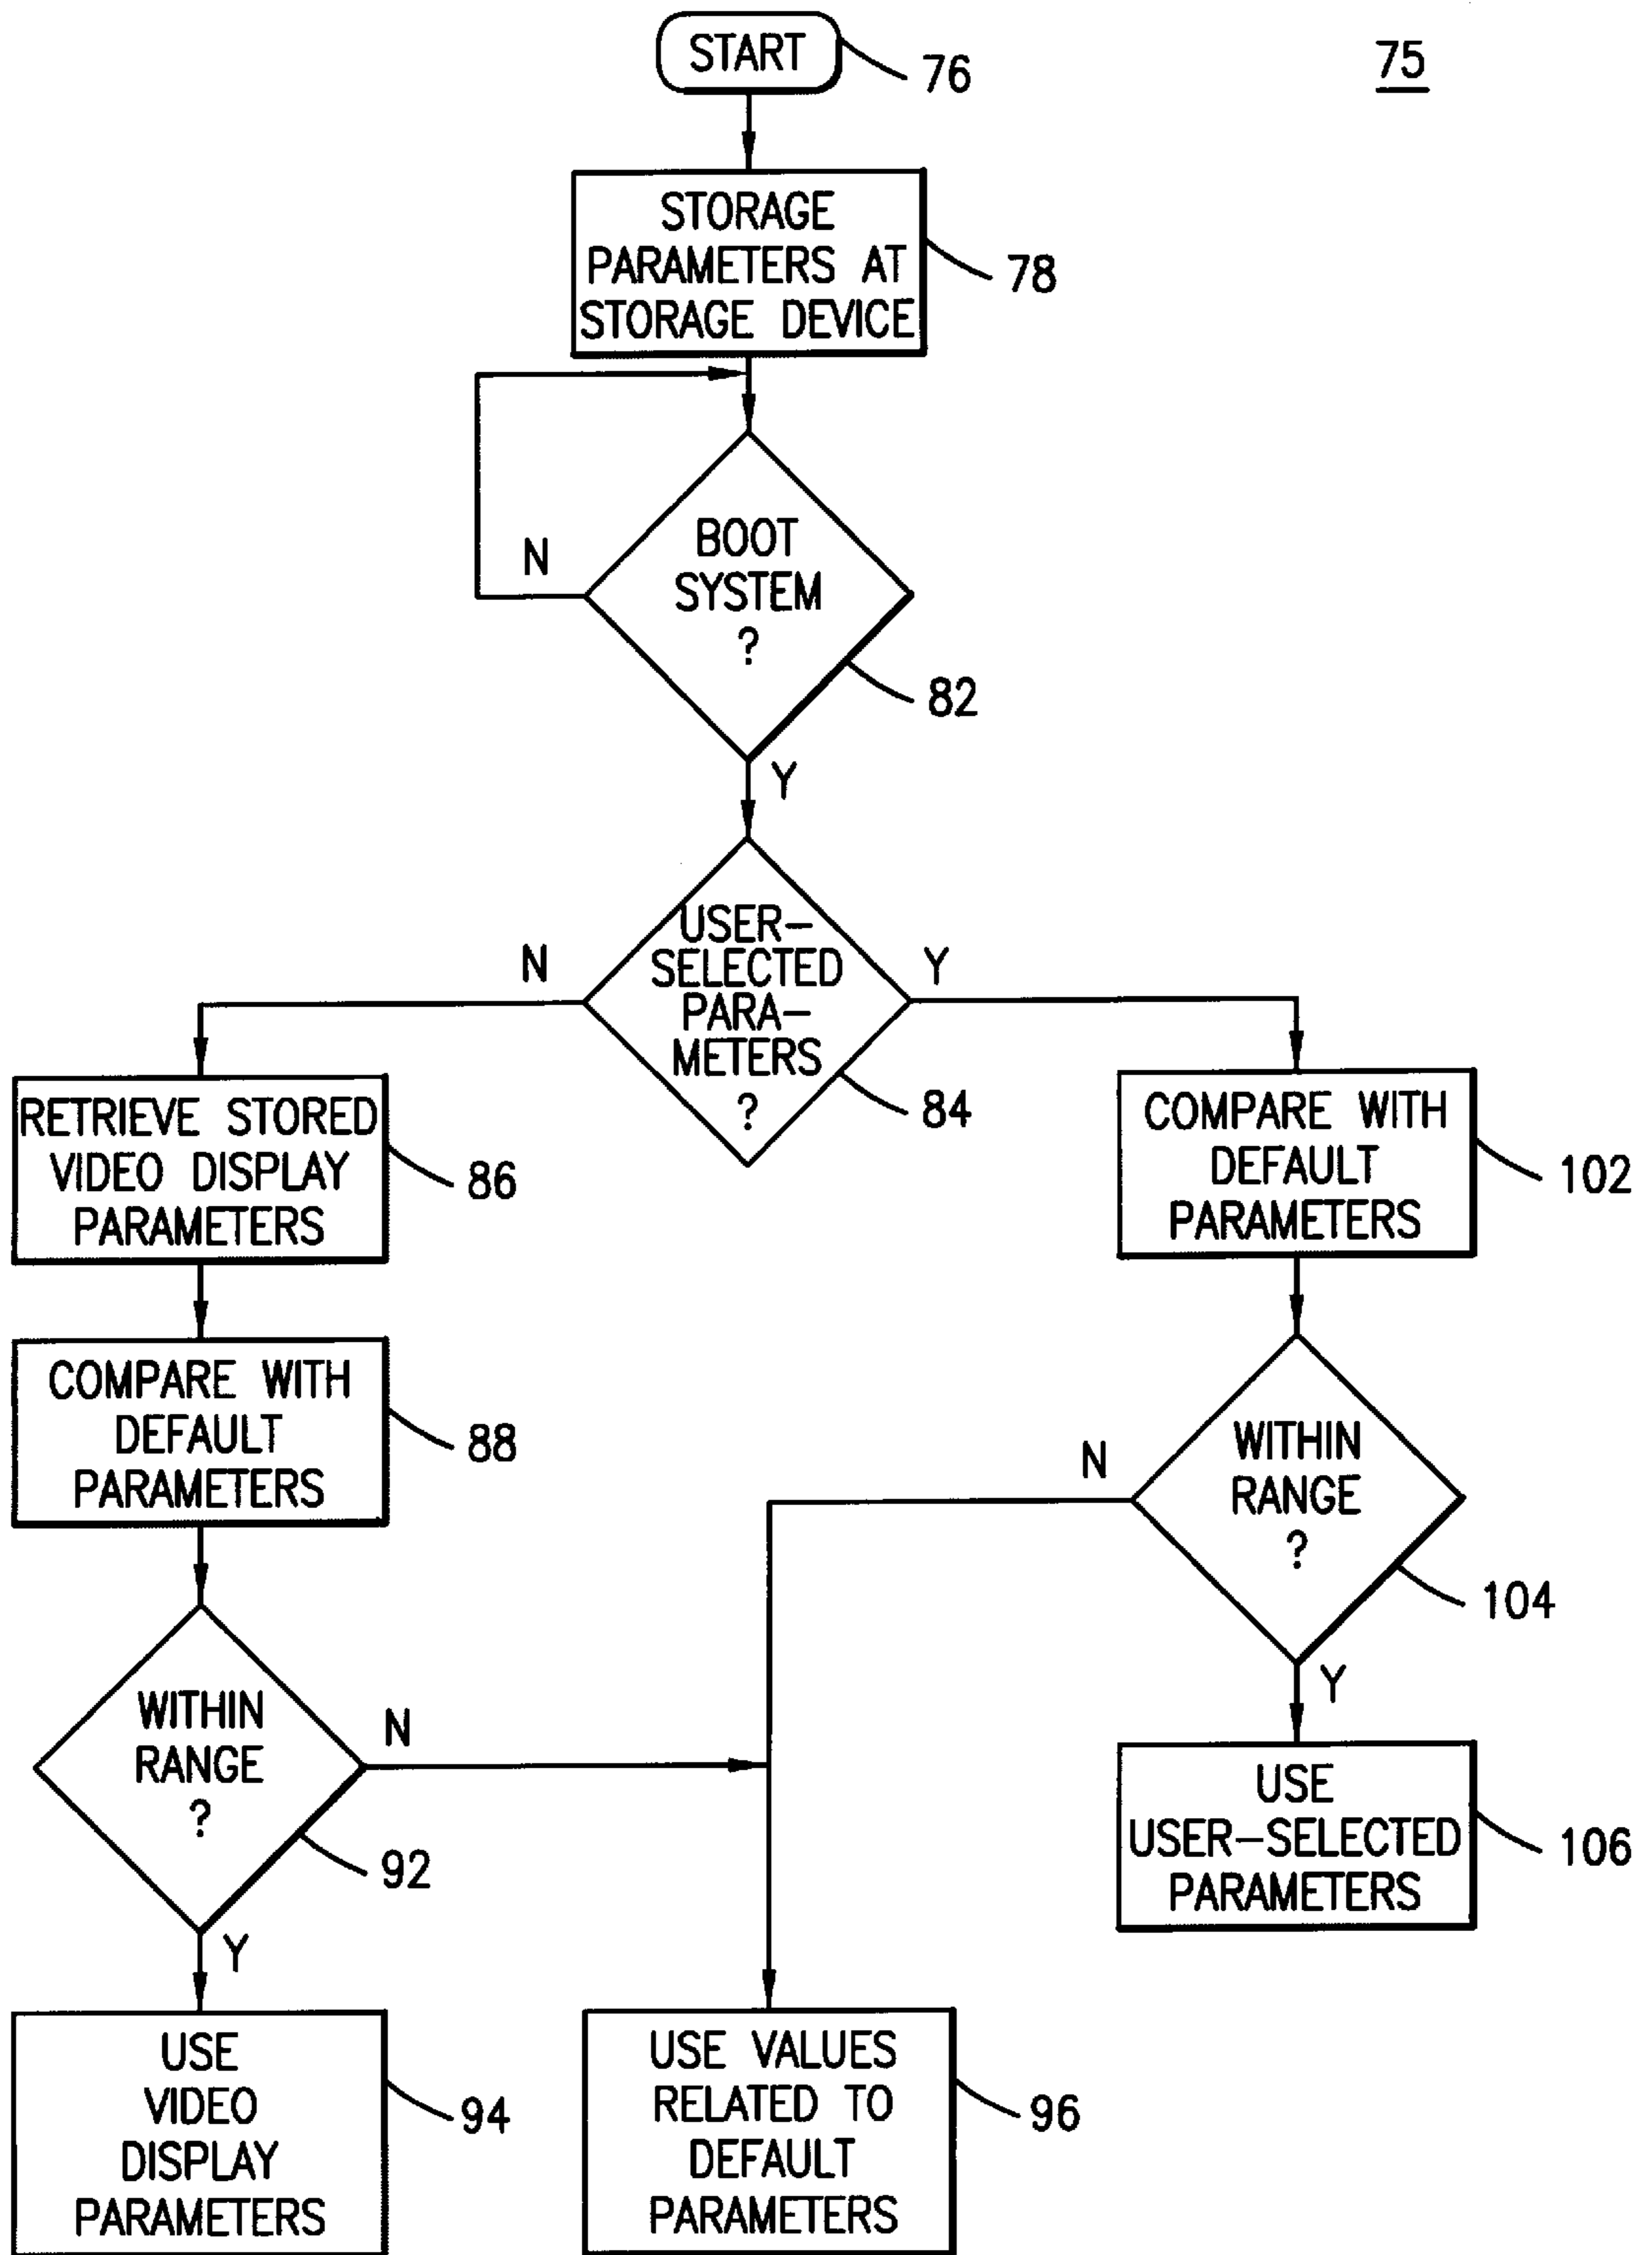 START
76
75
STORAGE
PARAMETERS AT
STORAGE DEVICE
78
BOOT
SYSTEM
?
N
82
Y
USER-
SELECTED
PARA-
METERS
?
N
Y
84
RETRIEVE STORED
VIDEO DISPLAY
PARAMETERS
86
COMPARE WITH
DEFAULT
PARAMETERS
102
COMPARE WITH
DEFAULT
PARAMETERS
88
WITHIN
RANGE
?
N
104
Y
WITHIN
RANGE
?
N
92
Y
USE
USER-SELECTED
PARAMETERS
106
USE
VIDEO
DISPLAY
PARAMETERS
94
USE VALUES
RELATED TO
DEFAULT
PARAMETERS
96